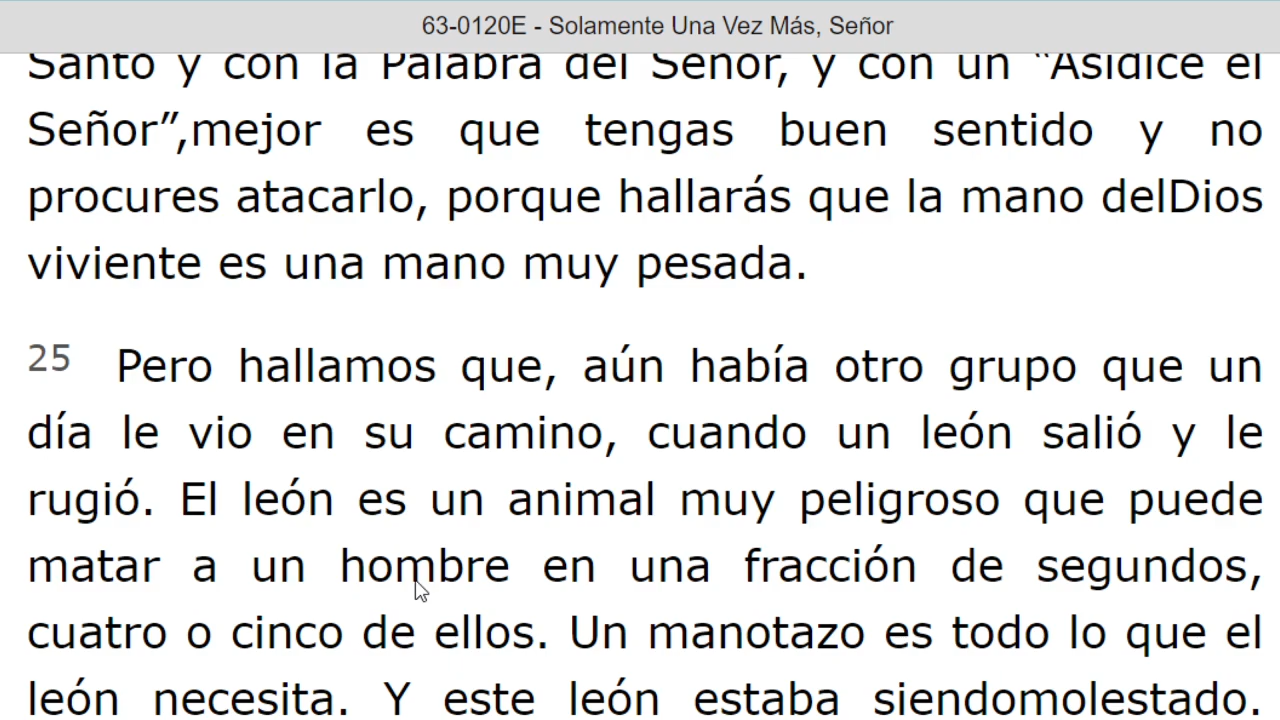 63-0120E - Solamente Una Vez Más, Señor
Santo y con la Palabra del Señor, y con un “Asídice el
Señor”,mejor es que tengas buen sentido y no
procures atacarlo, porque hallarás que la mano delDios
viviente es una mano muy pesada.
25 Pero hallamos que, aún había otro grupo que un
día le vio en su camino, cuando un león salió y le
rugió. El león es un animal muy peligroso que puede
matar a un hombre en una fracción de segundos,
cuatro o cinco de ellos. Un manotazo es todo lo que el
león necesita. Y este león estaba siendomolestado.